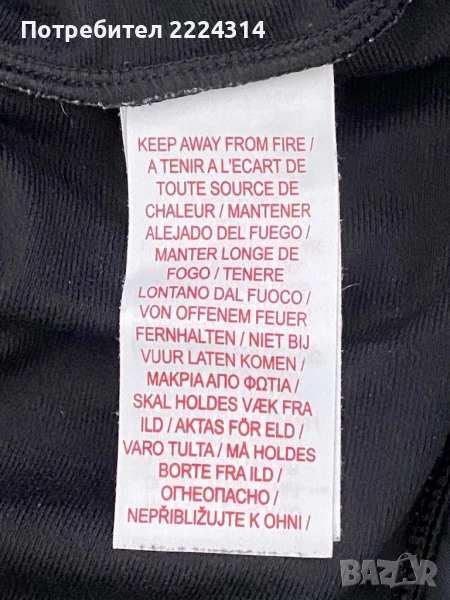 Потребител 2224314
KEEP AWAY FROM FIRE /
A TENIR A L'ECART DE
TOUTE SOURCE DE
CHALEUR / MANTENER
ALEJADO DEL FUEGO /
MANTER LONGE DE
FOGO / TENERE
LONTANO DAL FUOCO /
VON OFFENEM FEUER
FERNHALTEN / NIET BIJ
VUUR LATEN KOMEN /
ΜΑΚΡΙΑ ΑΠΟ ΦΩΤΙΑ /
SKAL HOLDES VÆK FRA
ILD / AKTAS FÖR ELD /
VARO TULTA / MÅ HOLDES
BORTE FRA ILD /
ОГНЕОПАСНО /
NEPŘIBLIŽUJTE K OHNI /
BAZAR